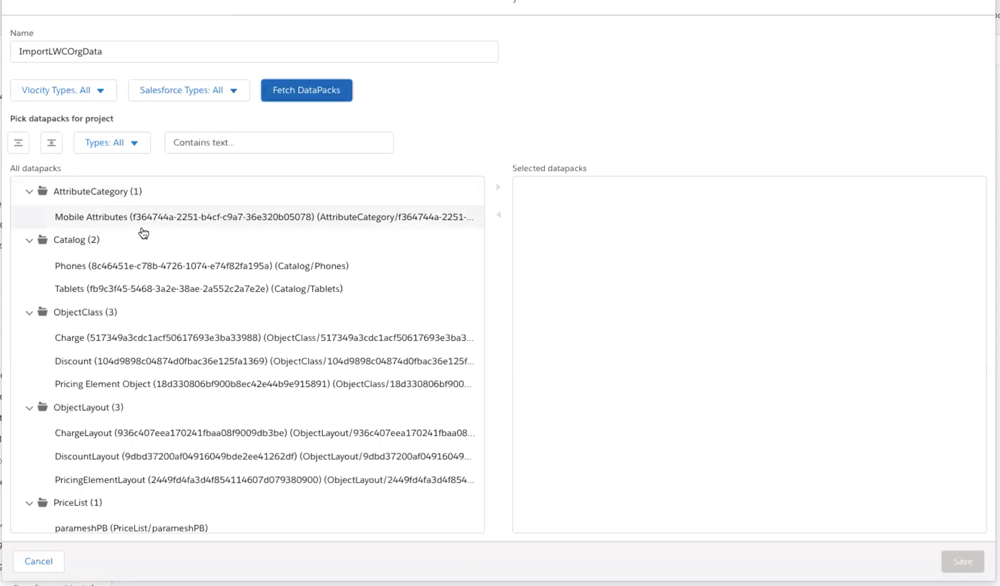 Name
ImportLWCOrgData
Vlocity Types: All
Salesforce Types: All
Fetch DataPacks
Pick datapacks for project
Types: All
Contains text...
All datapacks
Selected datapacks
AttributeCategory (1)
Mobile Attributes (f364744a-2251-b4cf-c9a7-36e320b05078) (AttributeCategory/f364744a-2251-...
Catalog (2)
Phones (8c46451e-c78b-4726-1074-e74f82fa195a) (Catalog/Phones)
Tablets (fb9c3f45-5468-3a2e-38ae-2a552c2a7e2e) (Catalog/Tablets)
ObjectClass (3)
Charge (517349a3cdc1acf50617693e3ba33988) (ObjectClass/517349a3cdc1acf50617693e3ba3...
Discount (104d9898c04874d0fbac36e125fa1369) (ObjectClass/104d9898c04874d0fbac36e125f...
Pricing Element Object (18d330806bf900b8ec42e44b9e915891) (ObjectClass/18d330806bf900...
ObjectLayout (3)
ChargeLayout (936c407eea170241fbaa08f9009db3be) (ObjectLayout/936c407eea170241fbaa08...
DiscountLayout (9dbd37200af04916049bde2ee41262df) (ObjectLayout/9dbd37200af04916049...
PricingElementLayout (2449fd4fa3d4f854114607d079380900) (ObjectLayout/2449fd4fa3d4f854...
PriceList (1)
parameshPB (PriceList/parameshPB)
Cancel
Save